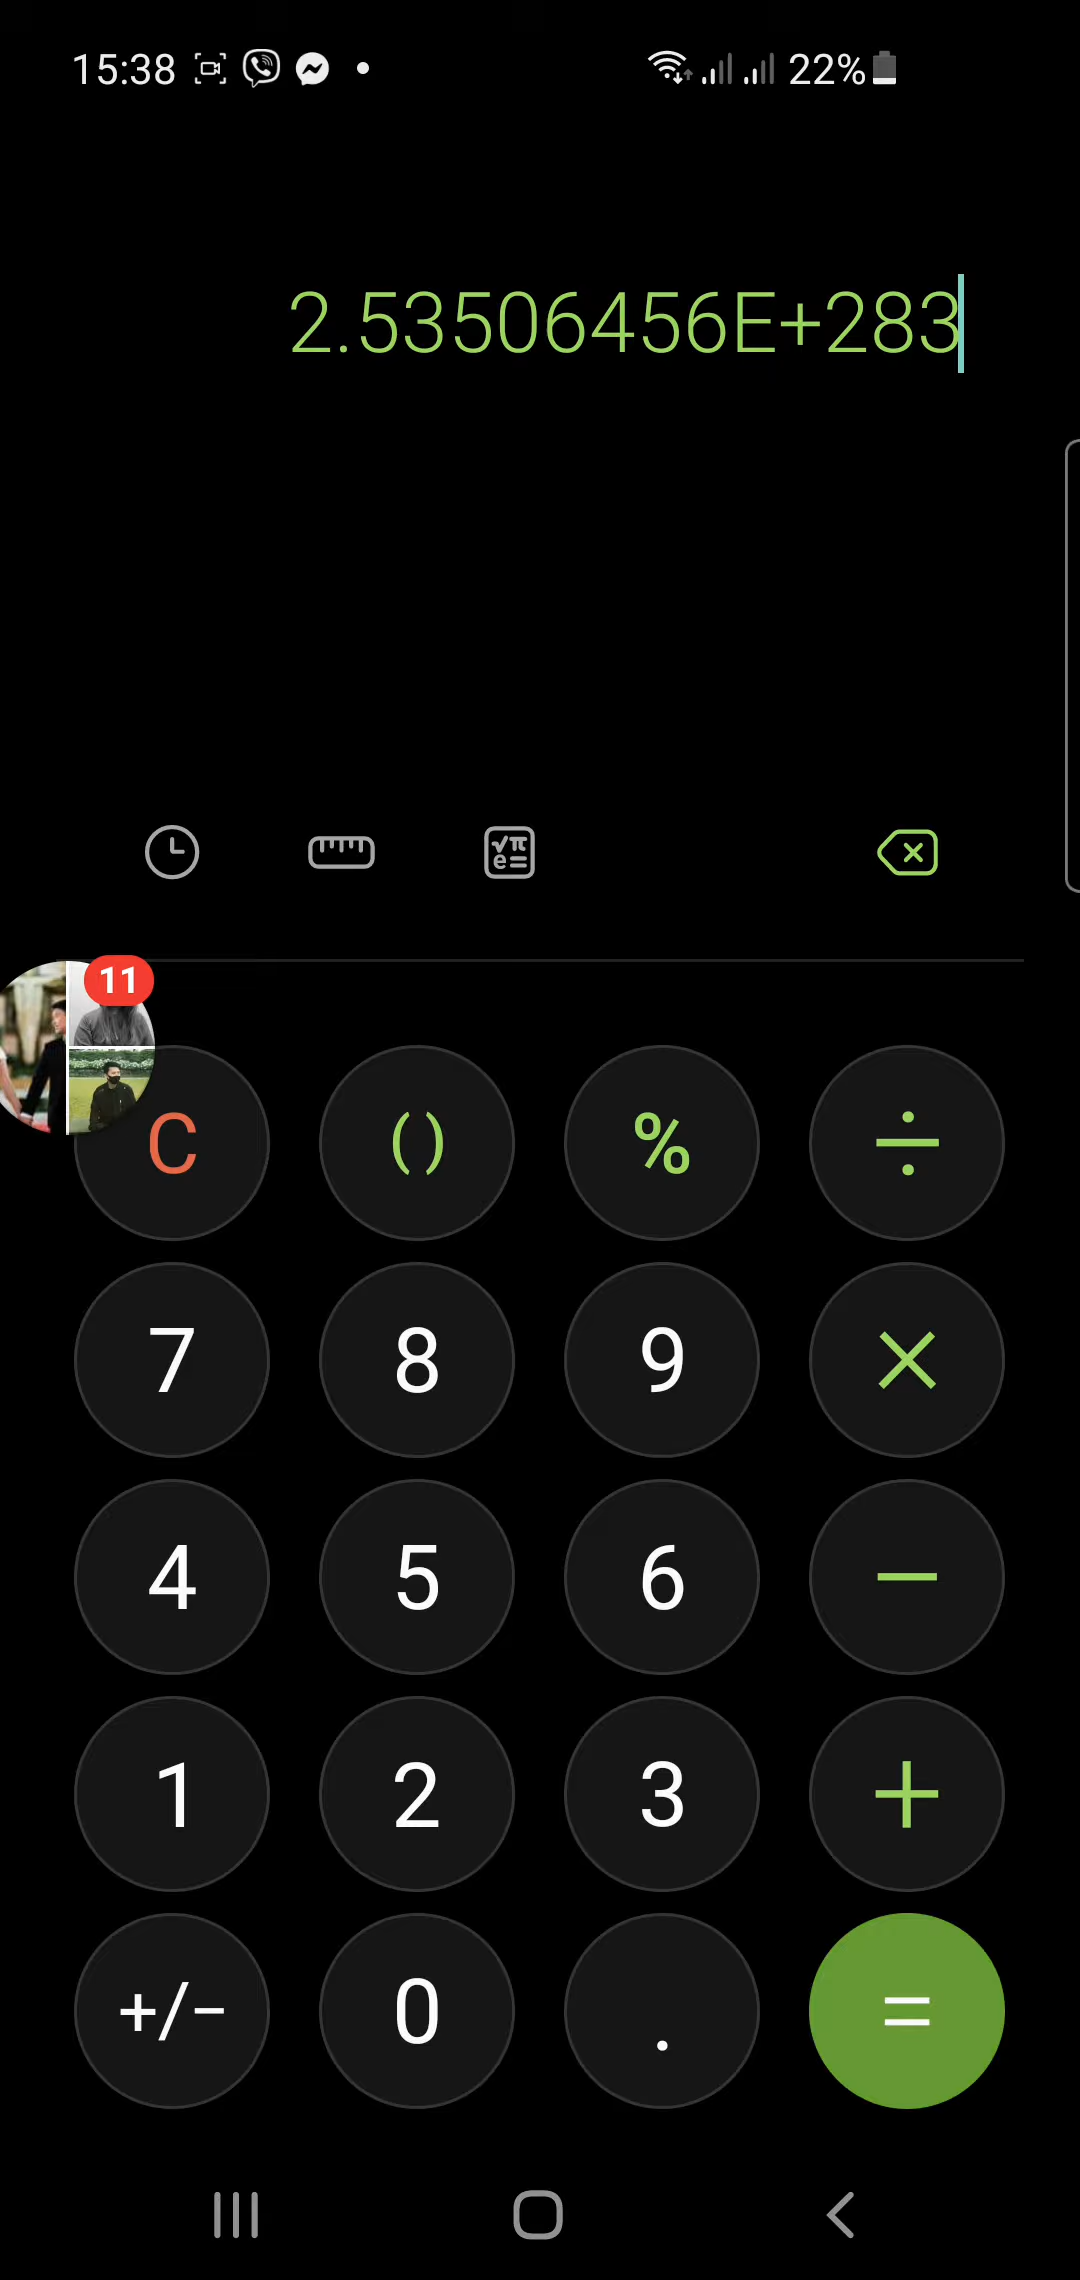 15:38 22%
2.53506456E+283
√π
e=
11
C ( ) % ÷
7 8 9 ×
4 5 6 −
1 2 3 +
+/− 0 . =